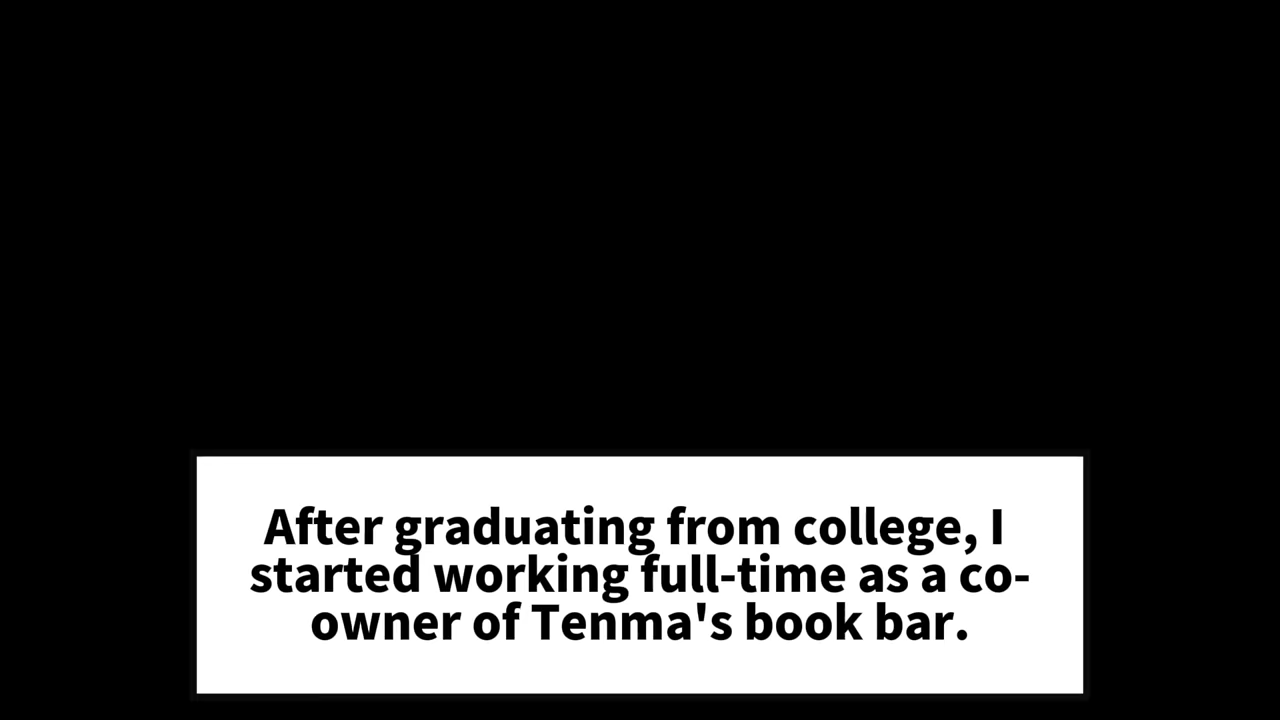 After graduating from college, I
started working full-time as a co-
owner of Tenma's book bar.